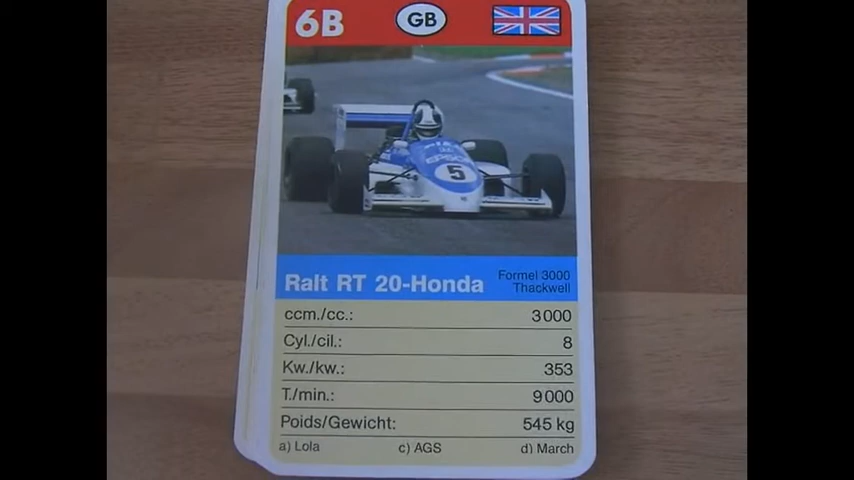 6B GB
EPSON
5
Ralt RT 20-Honda
Formel 3000
Thackwell
ccm./cc.: 3000
Cyl./cil.: 8
Kw./kw.: 353
T./min.: 9000
Poids/Gewicht: 545 kg
a) Lola c) AGS d) March